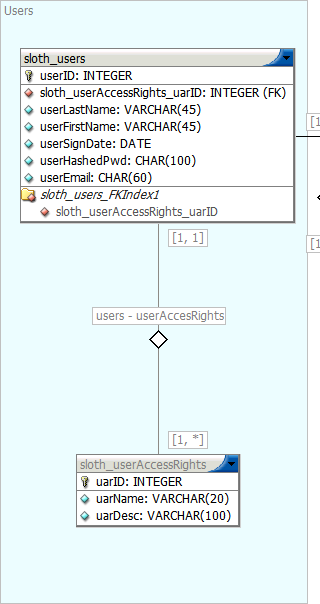 Users
sloth_users
userID: INTEGER
sloth_userAccessRights_uarID: INTEGER (FK)
userLastName: VARCHAR(45)
userFirstName: VARCHAR(45)
userSignDate: DATE
userHashedPwd: CHAR(100)
userEmail: CHAR(60)
sloth_users_FKIndex1
sloth_userAccessRights_uarID
[1
[1
[1, 1]
users - userAccesRights
[1, *]
sloth_userAccessRights
uarID: INTEGER
uarName: VARCHAR(20)
uarDesc: VARCHAR(100)